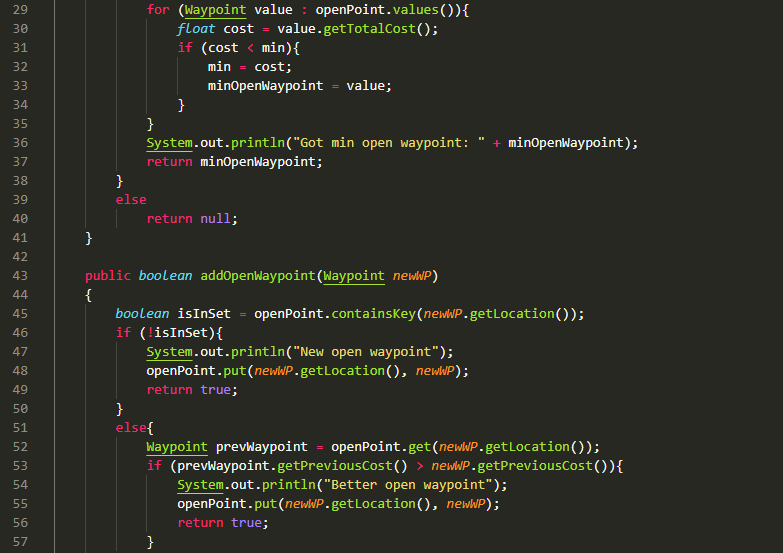 29 for (Waypoint value : openPoint.values()){
30 float cost = value.getTotalCost();
31 if (cost < min){
32 min = cost;
33 minOpenWaypoint = value;
34 }
35 }
36 System.out.println("Got min open waypoint: " + minOpenWaypoint);
37 return minOpenWaypoint;
38 }
39 else
40 return null;
41 }
42
43 public boolean addOpenWaypoint(Waypoint newWP)
44 {
45 boolean isInSet = openPoint.containsKey(newWP.getLocation());
46 if (!isInSet){
47 System.out.println("New open waypoint");
48 openPoint.put(newWP.getLocation(), newWP);
49 return true;
50 }
51 else{
52 Waypoint prevWaypoint = openPoint.get(newWP.getLocation());
53 if (prevWaypoint.getPreviousCost() > newWP.getPreviousCost()){
54 System.out.println("Better open waypoint");
55 openPoint.put(newWP.getLocation(), newWP);
56 return true;
57 }